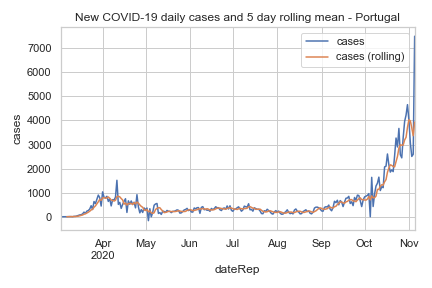 New COVID-19 daily cases and 5 day rolling mean - Portugal
cases
cases (rolling)
7000
6000
5000
4000
3000
2000
1000
0
cases
Apr
2020
May
Jun
Jul
Aug
Sep
Oct
Nov
dateRep